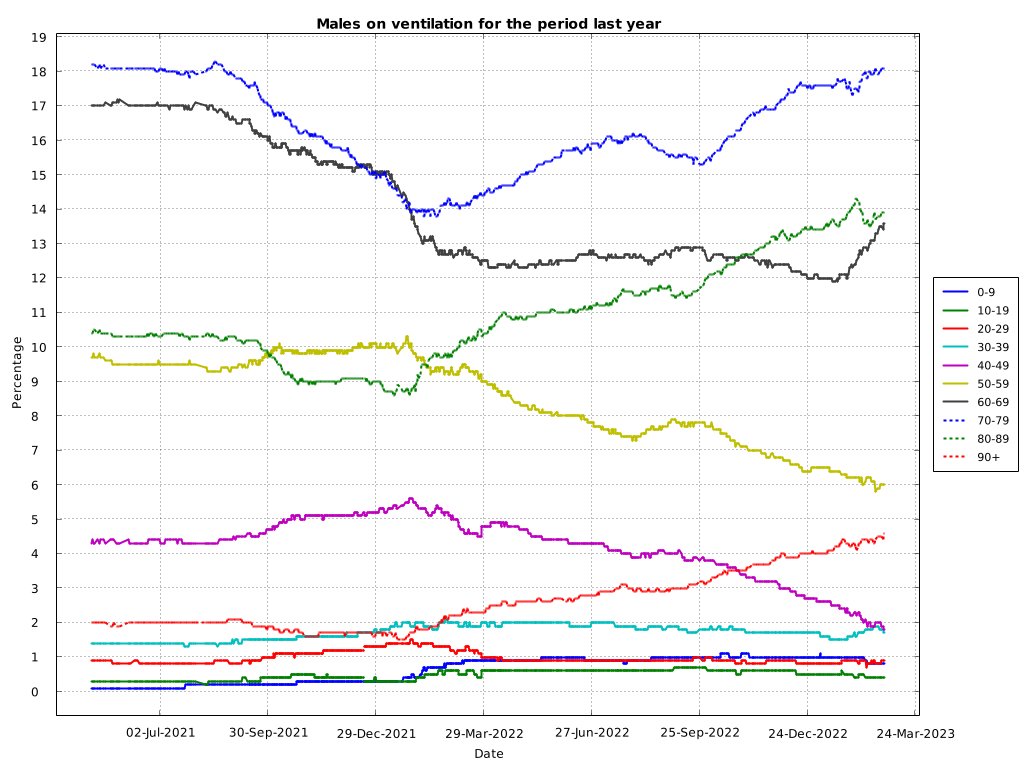 Males on ventilation for the period last year
19
18
17
16
15
14
13
12
11
10
9
8
7
6
5
4
3
2
1
0
Percentage
02-Jul-2021
30-Sep-2021
29-Dec-2021
29-Mar-2022
27-Jun-2022
25-Sep-2022
24-Dec-2022
24-Mar-2023
Date
0-9
10-19
20-29
30-39
40-49
50-59
60-69
70-79
80-89
90+